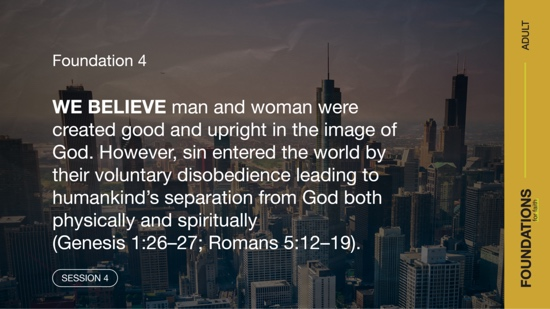 Foundation 4
WE BELIEVE man and woman were
created good and upright in the image of
God. However, sin entered the world by
their voluntary disobedience leading to
humankind's separation from God both
physically and spiritually
(Genesis 1:26–27; Romans 5:12–19).
SESSION 4
ADULT
FOUNDATIONS
for faith